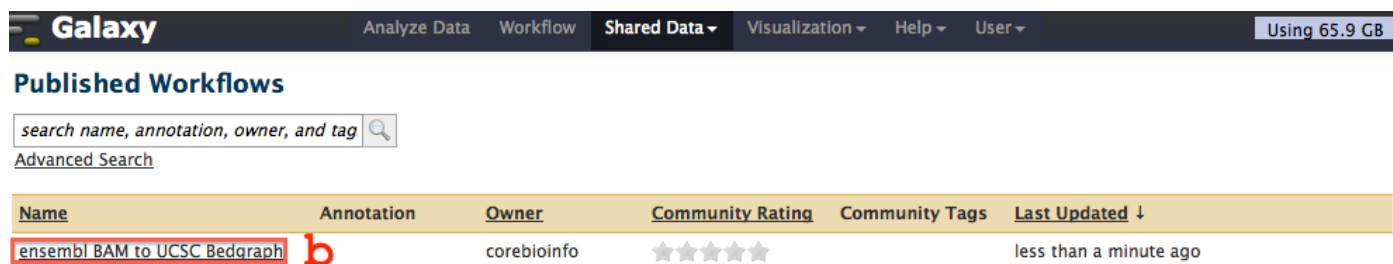 Galaxy Analyze Data Workflow Shared Data Visualization Help User Using 65.9 GB
Published Workflows
search name, annotation, owner, and tag
Advanced Search
Name Annotation Owner Community Rating Community Tags Last Updated ↓
ensembl BAM to UCSC Bedgraph b corebioinfo less than a minute ago